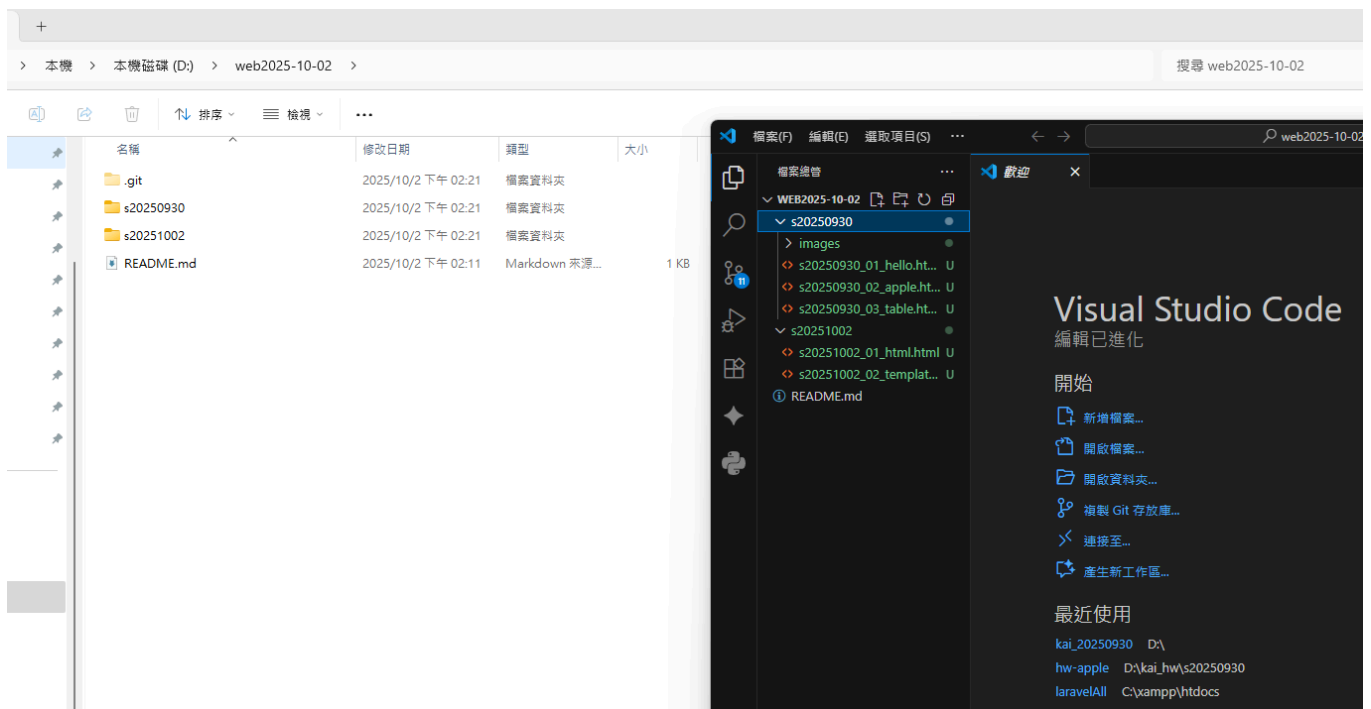 +
> 本機 > 本機磁碟 (D:) > web2025-10-02 >
搜尋 web2025-10-02
排序
檢視
...
名稱
修改日期
類型
大小
.git 2025/10/2 下午 02:21 檔案資料夾
s20250930 2025/10/2 下午 02:21 檔案資料夾
s20251002 2025/10/2 下午 02:21 檔案資料夾
README.md 2025/10/2 下午 02:11 Markdown 來源... 1 KB
檔案(F) 編輯(E) 選取項目(S) ...
web2025-10-02
檔案總管 ...
WEB2025-10-02
s20250930
images
s20250930_01_hello.ht... U
s20250930_02_apple.ht... U
s20250930_03_table.ht... U
s20251002
s20251002_01_html.html U
s20251002_02_templat... U
README.md
11
歡迎
Visual Studio Code
編輯已進化
開始
新增檔案...
開啟檔案...
開啟資料夾...
複製 Git 存放庫...
連接至...
產生新工作區...
最近使用
kai_20250930 D:\
hw-apple D:\kai_hw\s20250930
laravelAll C:\xampp\htdocs